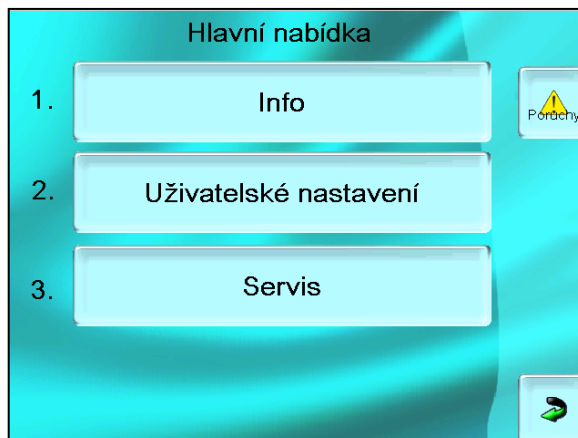 Hlavní nabídka
1. Info
Poruchy
2. Uživatelské nastavení
3. Servis